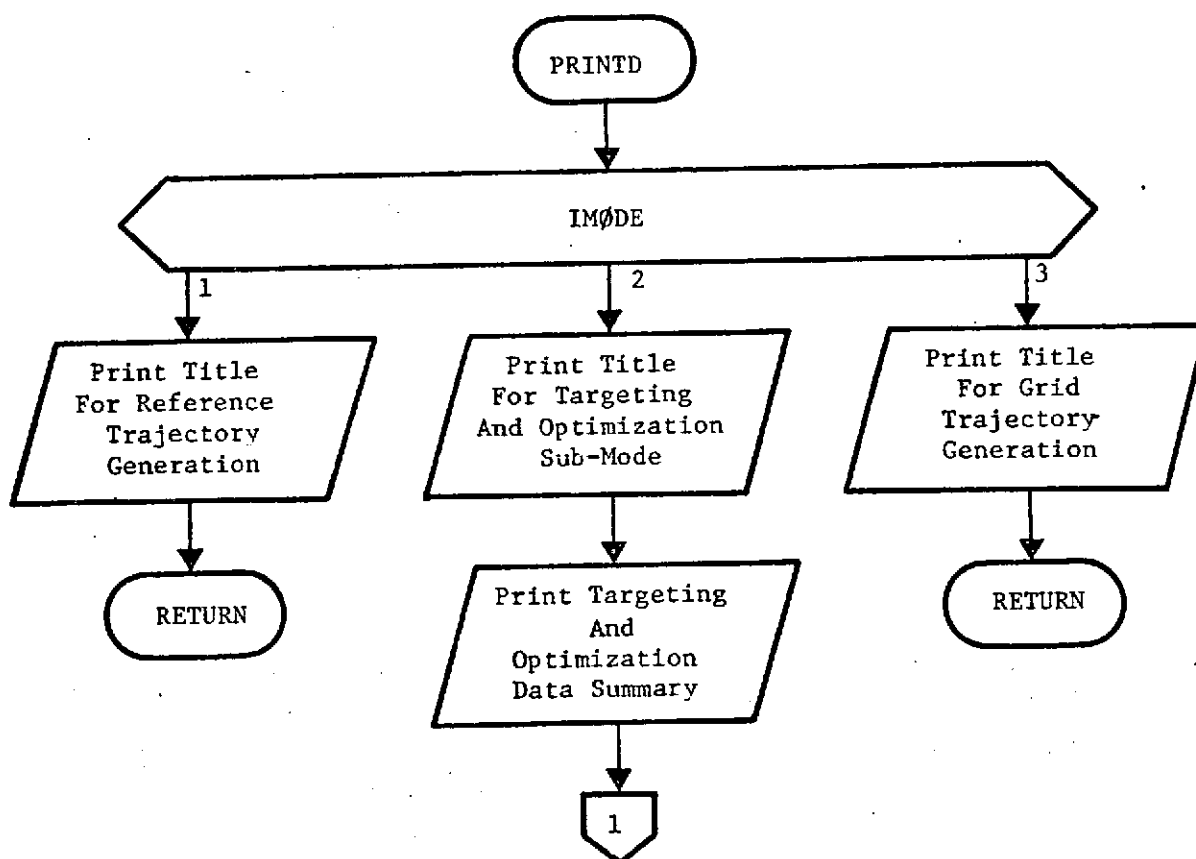 PRINTD
IMØDE
1
2
3
Print Title
For Reference
Trajectory
Generation
Print Title
For Targeting
And Optimization
Sub-Mode
Print Title
For Grid
Trajectory
Generation
RETURN
Print Targeting
And
Optimization
Data Summary
RETURN
1